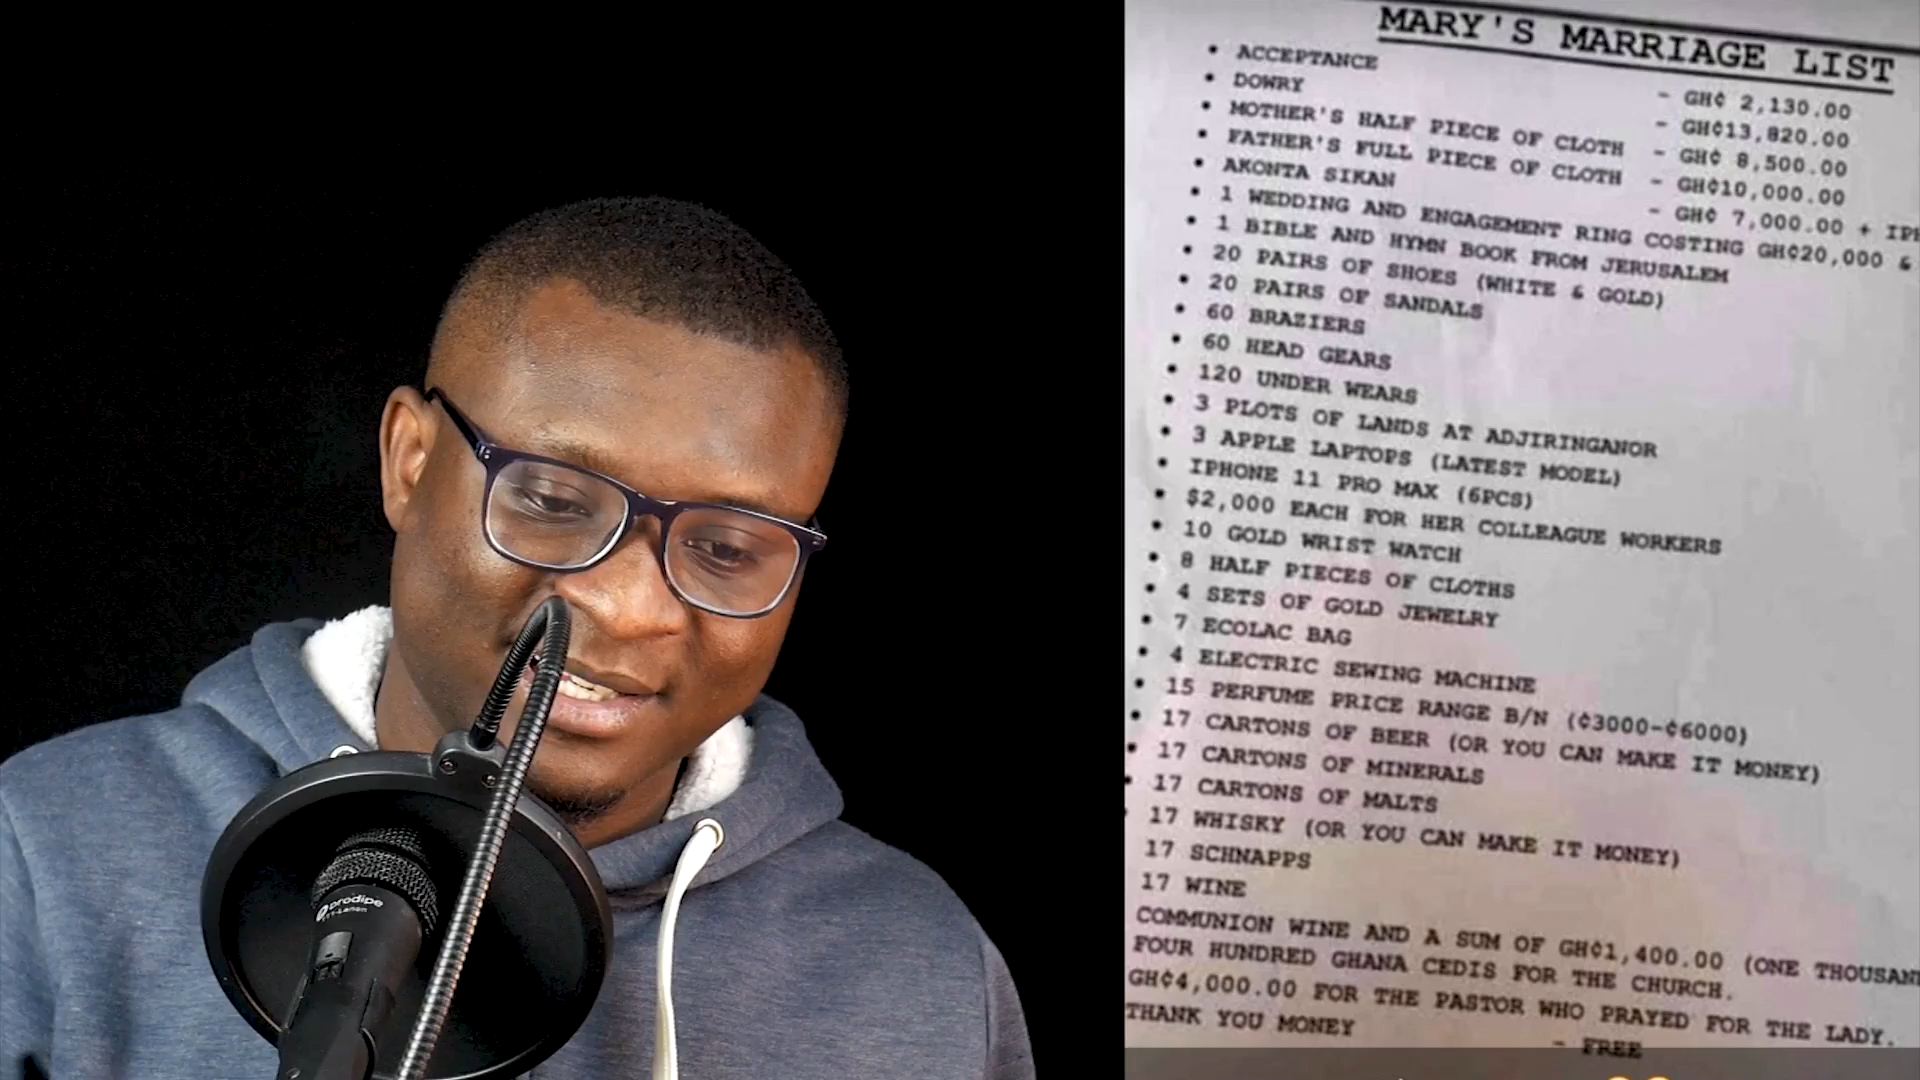 MARY'S MARRIAGE LIST
• ACCEPTANCE - GH¢ 2,130.00
• DOWRY - GH¢13,820.00
• MOTHER'S HALF PIECE OF CLOTH - GH¢ 8,500.00
• FATHER'S FULL PIECE OF CLOTH - GH¢10,000.00
• AKONTA SIKAN - GH¢ 7,000.00 + IPH
• 1 WEDDING AND ENGAGEMENT RING COSTING GH¢20,000 &
• 1 BIBLE AND HYMN BOOK FROM JERUSALEM
• 20 PAIRS OF SHOES (WHITE & GOLD)
• 20 PAIRS OF SANDALS
• 60 BRAZIERS
• 60 HEAD GEARS
• 120 UNDER WEARS
• 3 PLOTS OF LANDS AT ADJIRINGANOR
• 3 APPLE LAPTOPS (LATEST MODEL)
• IPHONE 11 PRO MAX (6PCS)
• $2,000 EACH FOR HER COLLEAGUE WORKERS
• 10 GOLD WRIST WATCH
• 8 HALF PIECES OF CLOTHS
• 4 SETS OF GOLD JEWELRY
• 7 ECOLAC BAG
• 4 ELECTRIC SEWING MACHINE
• 15 PERFUME PRICE RANGE B/N (¢3000-¢6000)
• 17 CARTONS OF BEER (OR YOU CAN MAKE IT MONEY)
• 17 CARTONS OF MINERALS
• 17 CARTONS OF MALTS
• 17 WHISKY (OR YOU CAN MAKE IT MONEY)
17 SCHNAPPS
17 WINE
COMMUNION WINE AND A SUM OF GH¢1,400.00 (ONE THOUSAND
FOUR HUNDRED GHANA CEDIS FOR THE CHURCH.
GH¢4,000.00 FOR THE PASTOR WHO PRAYED FOR THE LADY.
THANK YOU MONEY - FREE
prodipe
TT1-Lanen